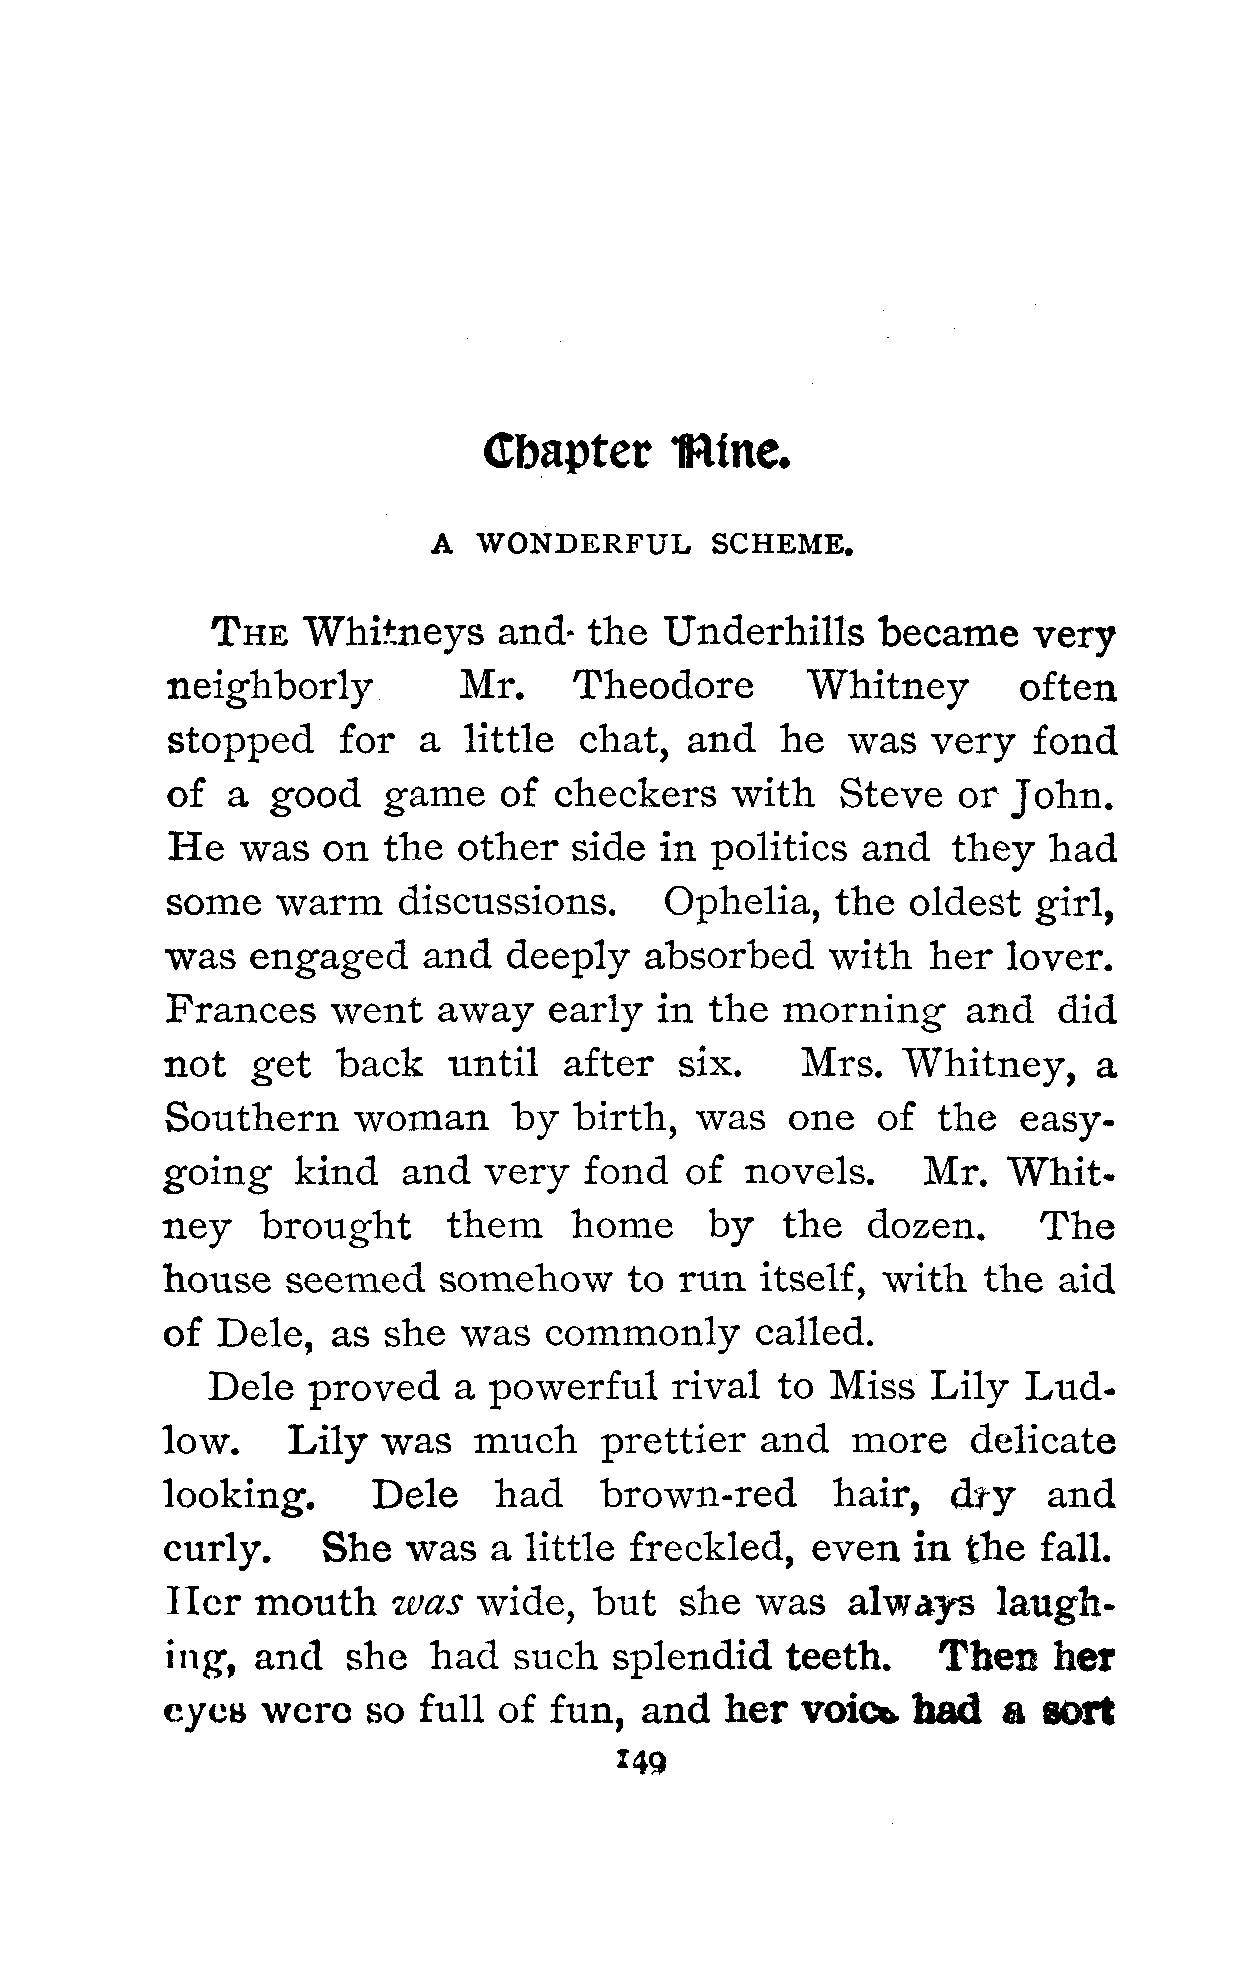 Chapter Nine.
A WONDERFUL SCHEME.
THE Whitneys and the Underhills became very
neighborly Mr. Theodore Whitney often
stopped for a little chat, and he was very fond
of a good game of checkers with Steve or John.
He was on the other side in politics and they had
some warm discussions. Ophelia, the oldest girl,
was engaged and deeply absorbed with her lover.
Frances went away early in the morning and did
not get back until after six. Mrs. Whitney, a
Southern woman by birth, was one of the easy-
going kind and very fond of novels. Mr. Whit-
ney brought them home by the dozen. The
house seemed somehow to run itself, with the aid
of Dele, as she was commonly called.
Dele proved a powerful rival to Miss Lily Lud-
low. Lily was much prettier and more delicate
looking. Dele had brown-red hair, dry and
curly. She was a little freckled, even in the fall.
Her mouth was wide, but she was always laugh-
ing, and she had such splendid teeth. Then her
eyes were so full of fun, and her voice had a sort
149